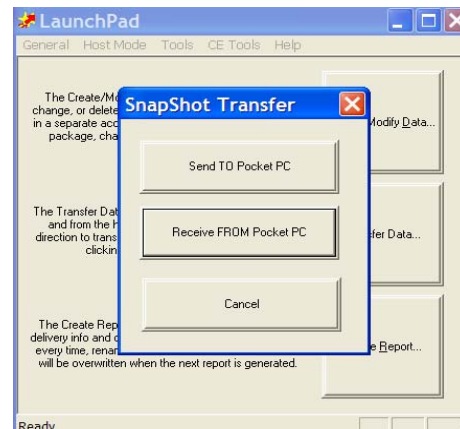 LaunchPad
General Host Mode Tools CE Tools Help
SnapShot Transfer
Send TO Pocket PC
Receive FROM Pocket PC
Cancel
The Create/Mo
change, or delete
in a separate acc
package, cha
Modify Data...
The Transfer Dat
and from the
direction to trans
clickin
fer Data...
The Create Rep
delivery info and
every time, renar
will be overwritten when the next report is generated.
e Report...
Ready